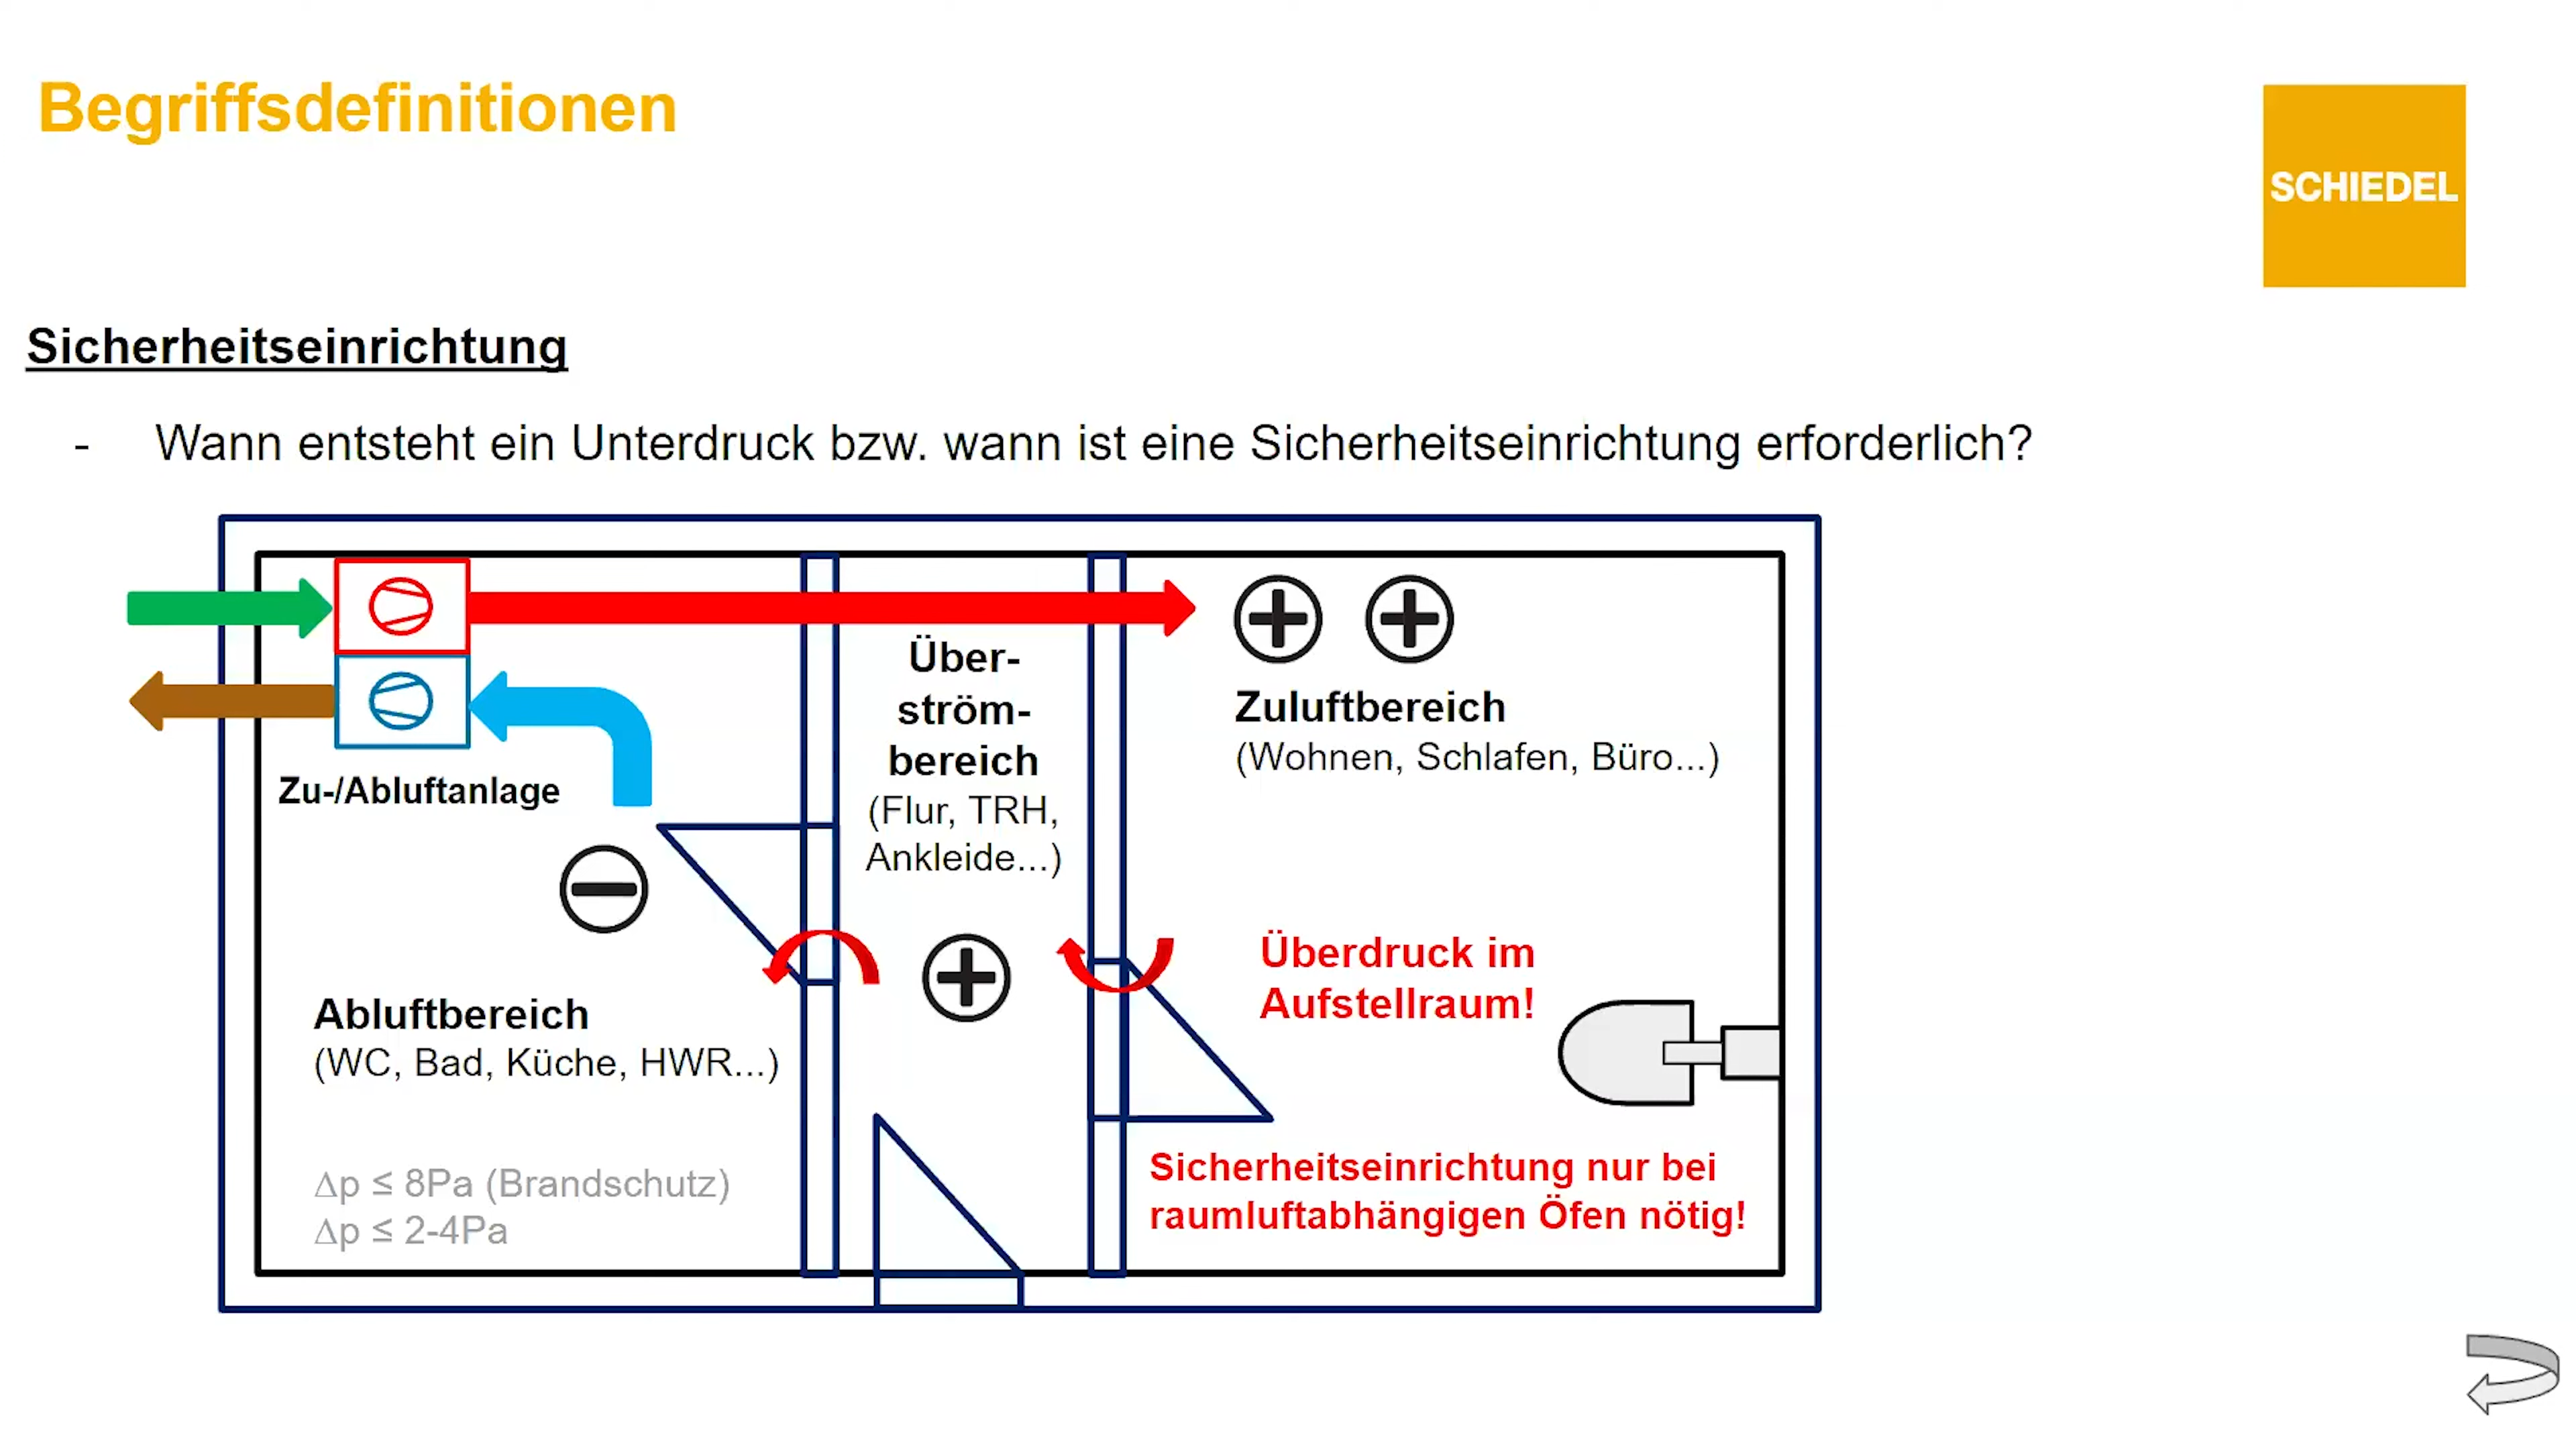 Begriffsdefinitionen
SCHIEDEL
Sicherheitseinrichtung
- Wann entsteht ein Unterdruck bzw. wann ist eine Sicherheitseinrichtung erforderlich?
Zu-/Abluftanlage
Über-
ström-
bereich
(Flur, TRH,
Ankleide...)
Zuluftbereich
(Wohnen, Schlafen, Büro...)
Abluftbereich
(WC, Bad, Küche, HWR...)
Überdruck im
Aufstellraum!
Δp ≤ 8Pa (Brandschutz)
Δp ≤ 2-4Pa
Sicherheitseinrichtung nur bei
raumluftabhängigen Öfen nötig!